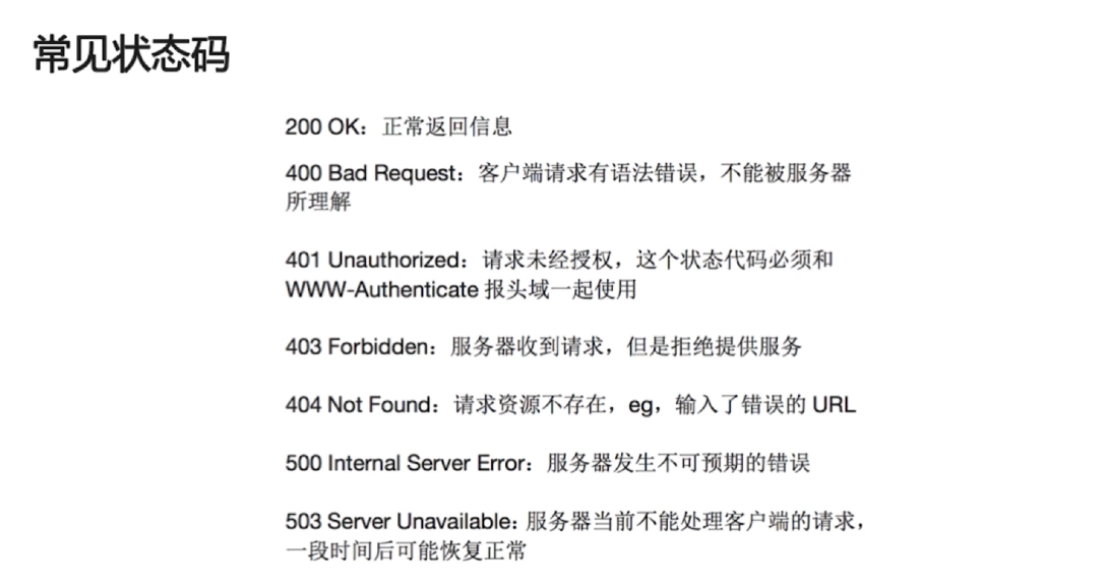 常见状态码
200 OK：正常返回信息
400 Bad Request：客户端请求有语法错误，不能被服务器
所理解
401 Unauthorized：请求未经授权，这个状态代码必须和
WWW-Authenticate 报头域一起使用
403 Forbidden：服务器收到请求，但是拒绝提供服务
404 Not Found：请求资源不存在，eg，输入了错误的 URL
500 Internal Server Error：服务器发生不可预期的错误
503 Server Unavailable：服务器当前不能处理客户端的请求，
一段时间后可能恢复正常